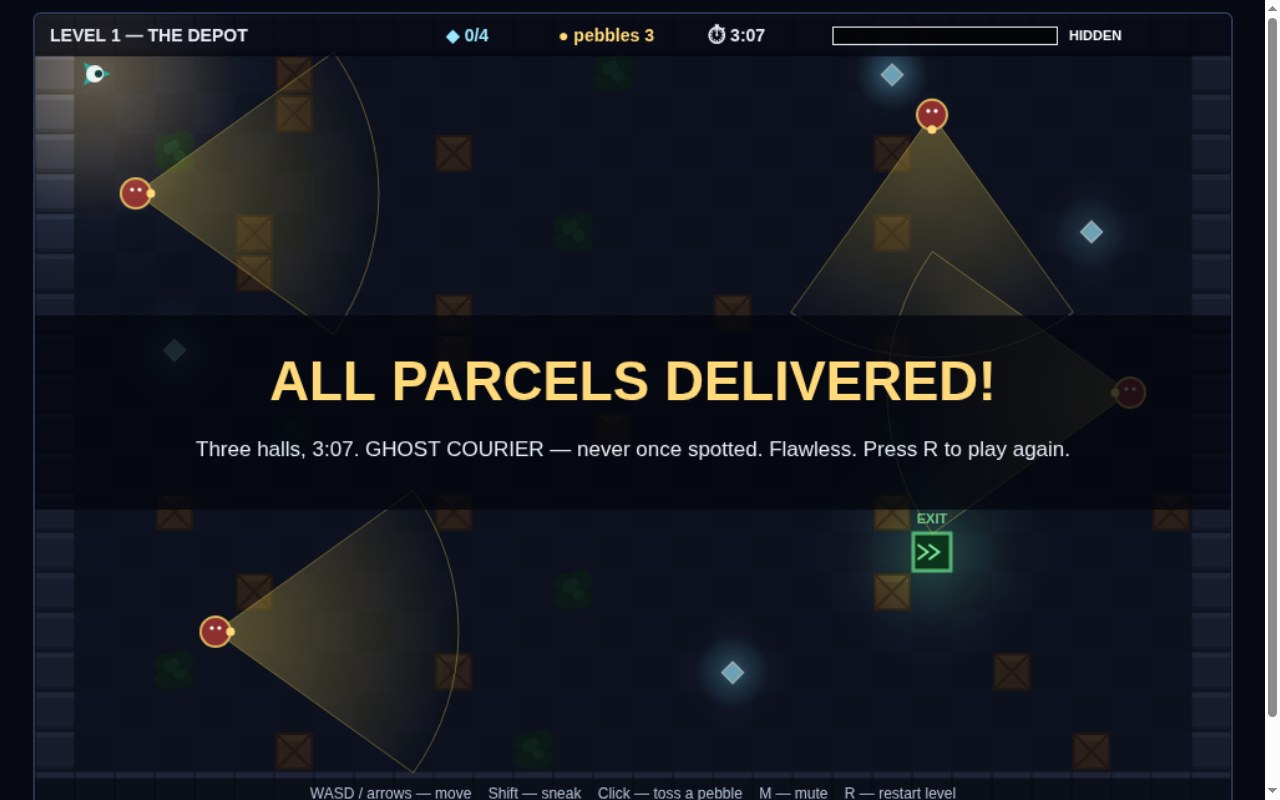 LEVEL 1 — THE DEPOT
◆ 0/4
● pebbles 3
⏱ 3:07
HIDDEN
ALL PARCELS DELIVERED!
Three halls, 3:07. GHOST COURIER — never once spotted. Flawless. Press R to play again.
EXIT
WASD / arrows — move Shift — sneak Click — toss a pebble M — mute R — restart level